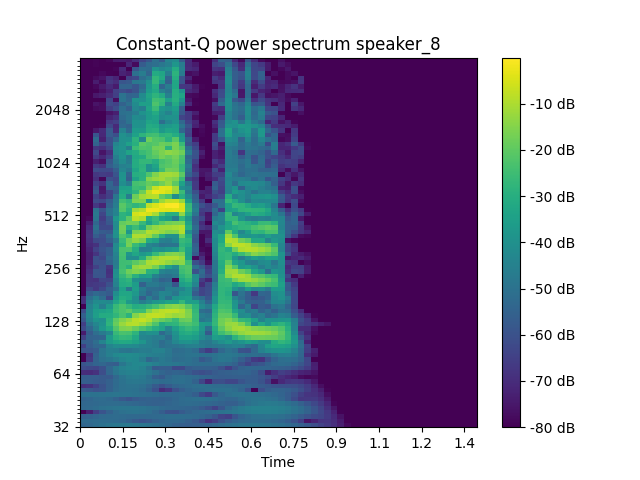 Constant-Q power spectrum speaker_8
Hz
2048
1024
512
256
128
64
32
0 0.15 0.3 0.45 0.6 0.75 0.9 1.1 1.2 1.4
Time
-10 dB
-20 dB
-30 dB
-40 dB
-50 dB
-60 dB
-70 dB
-80 dB